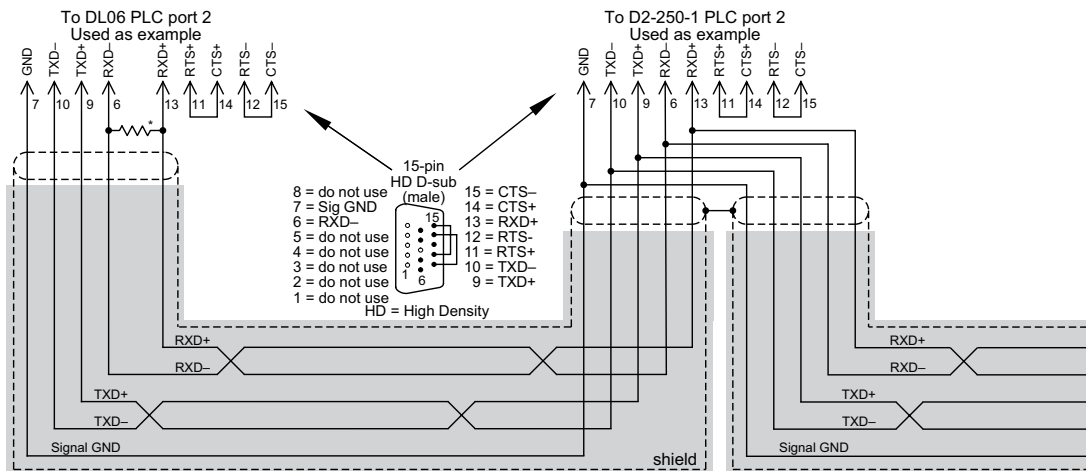 To DL06 PLC port 2
Used as example
GND
TXD–
TXD+
RXD–
RXD+
RTS+
CTS+
RTS–
CTS–
7
10
9
6
13
11
14
12
15
*
To D2-250-1 PLC port 2
Used as example
GND
TXD–
TXD+
RXD–
RXD+
RTS+
CTS+
RTS–
CTS–
7
10
9
6
13
11
14
12
15
15-pin
HD D-sub
(male)
8 = do not use
7 = Sig GND
6 = RXD–
5 = do not use
4 = do not use
3 = do not use
2 = do not use
1 = do not use
15
1
6
15 = CTS–
14 = CTS+
13 = RXD+
12 = RTS-
11 = RTS+
10 = TXD–
9 = TXD+
HD = High Density
RXD+
RXD–
TXD+
TXD–
Signal GND
shield
RXD+
RXD–
TXD+
TXD–
Signal GND